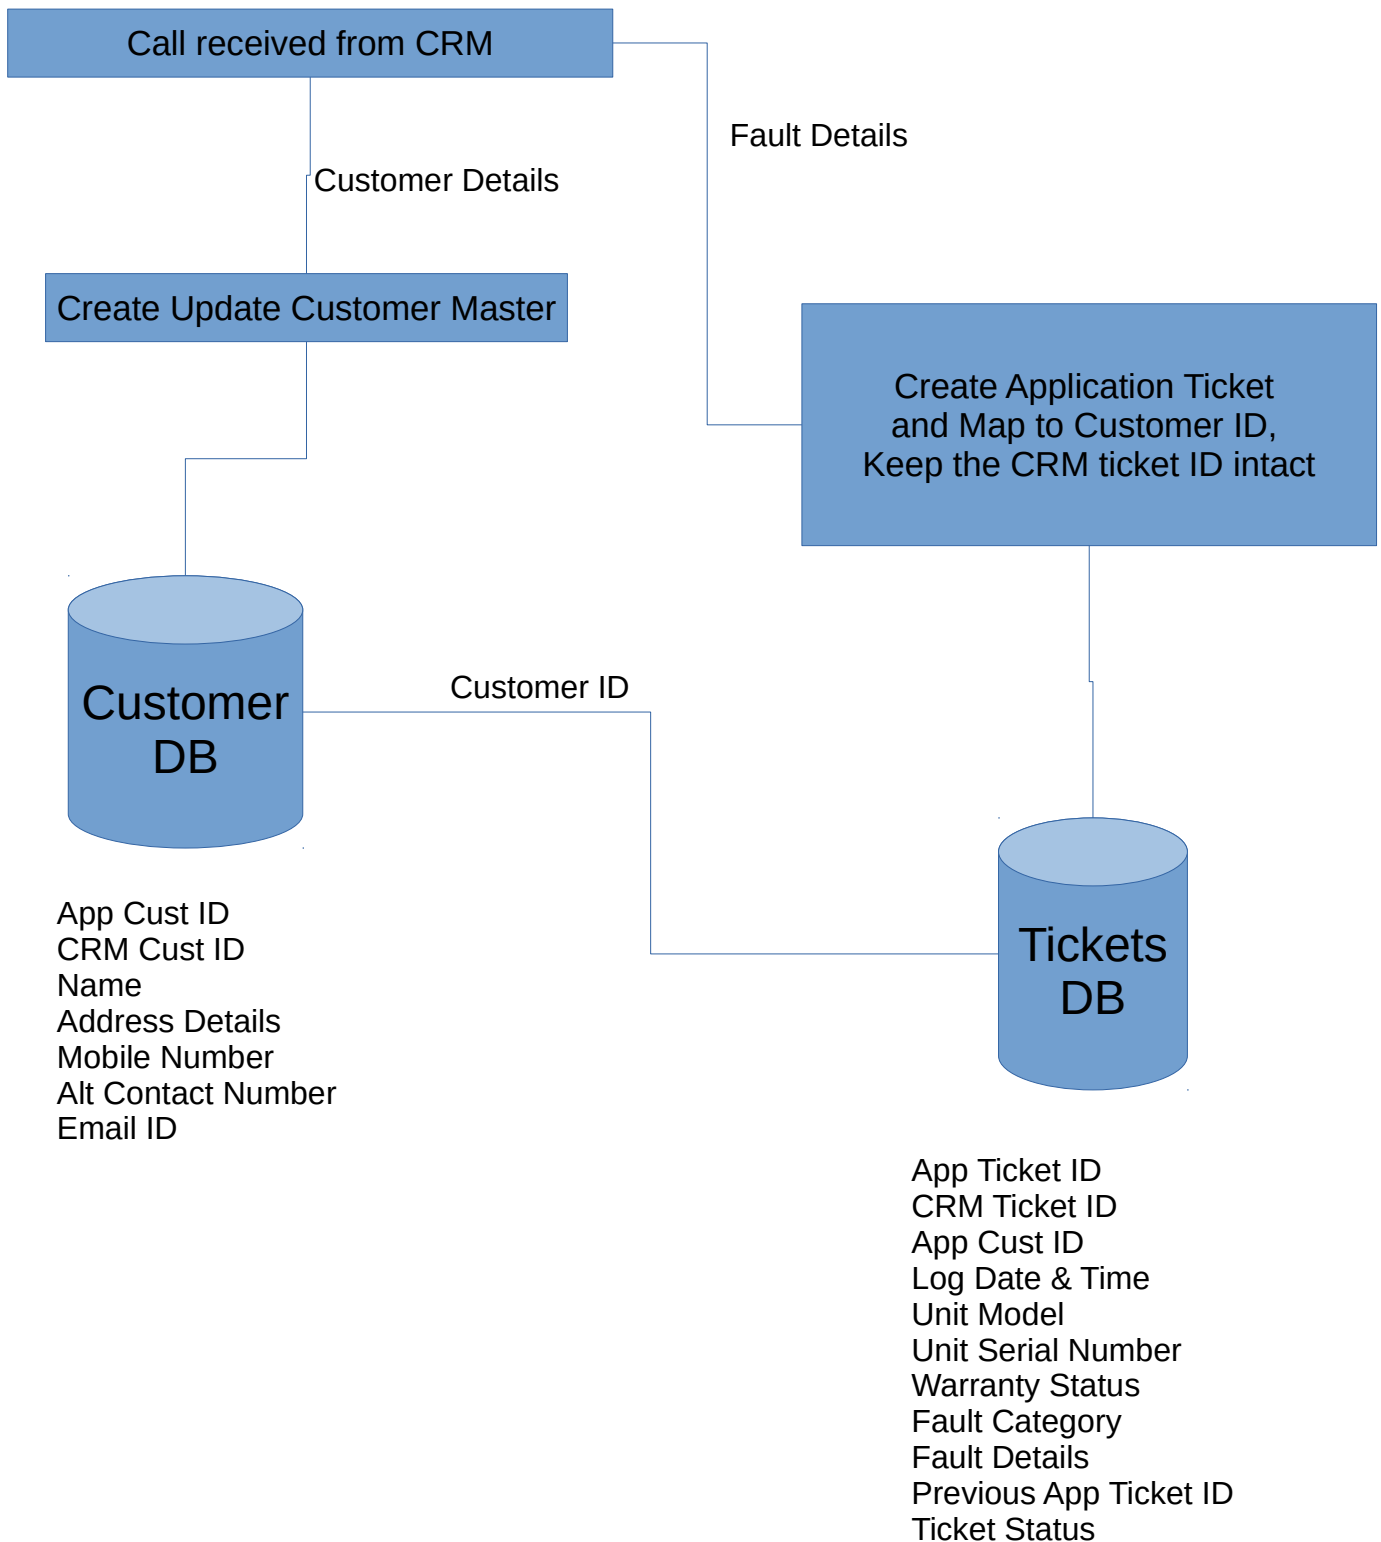 Call received from CRM
Fault Details
Customer Details
Create Update Customer Master
Create Application Ticket
and Map to Customer ID,
Keep the CRM ticket ID intact
Customer ID
Customer
DB
Tickets
DB
App Cust ID
CRM Cust ID
Name
Address Details
Mobile Number
Alt Contact Number
Email ID
App Ticket ID
CRM Ticket ID
App Cust ID
Log Date & Time
Unit Model
Unit Serial Number
Warranty Status
Fault Category
Fault Details
Previous App Ticket ID
Ticket Status